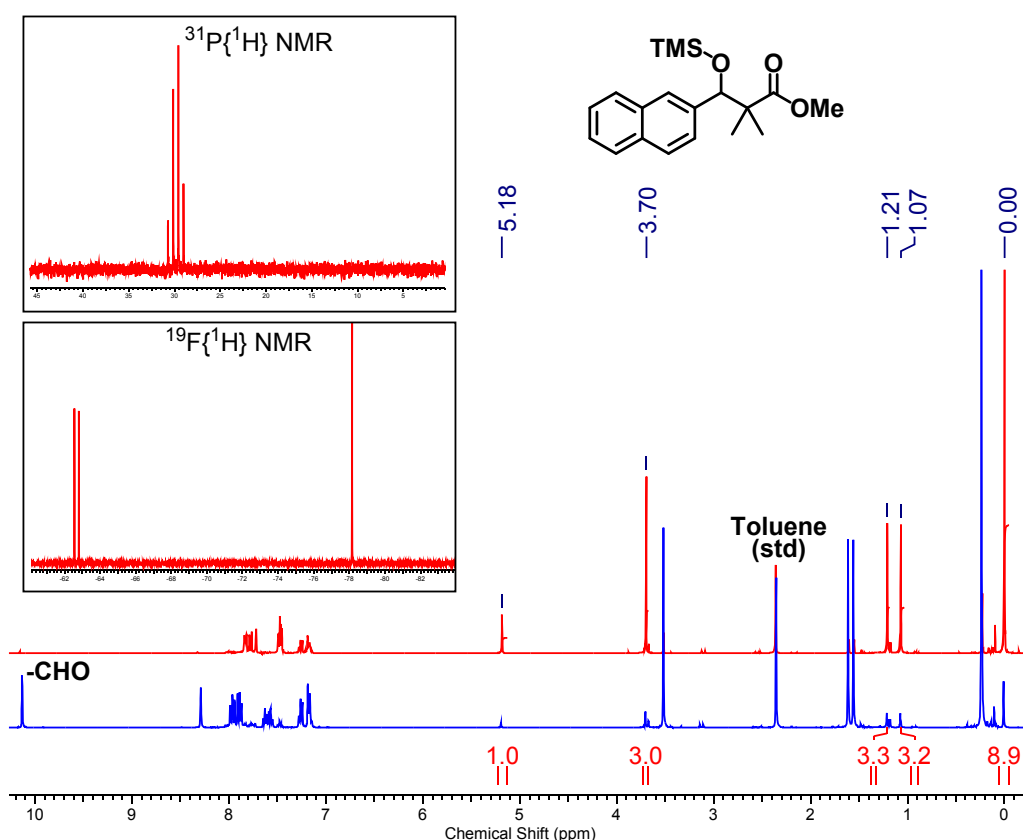 ³¹P{¹H} NMR
45 40 35 30 25 20 15 10 5
¹⁹F{¹H} NMR
-62 -64 -66 -68 -70 -72 -74 -76 -78 -80 -82
TMS
O
O
OMe
5.18
3.70
1.21
1.07
0.00
Toluene
(std)
-CHO
1.0 3.0 3.3 3.2 8.9
10 9 8 7 6 5 4 3 2 1 0
Chemical Shift (ppm)